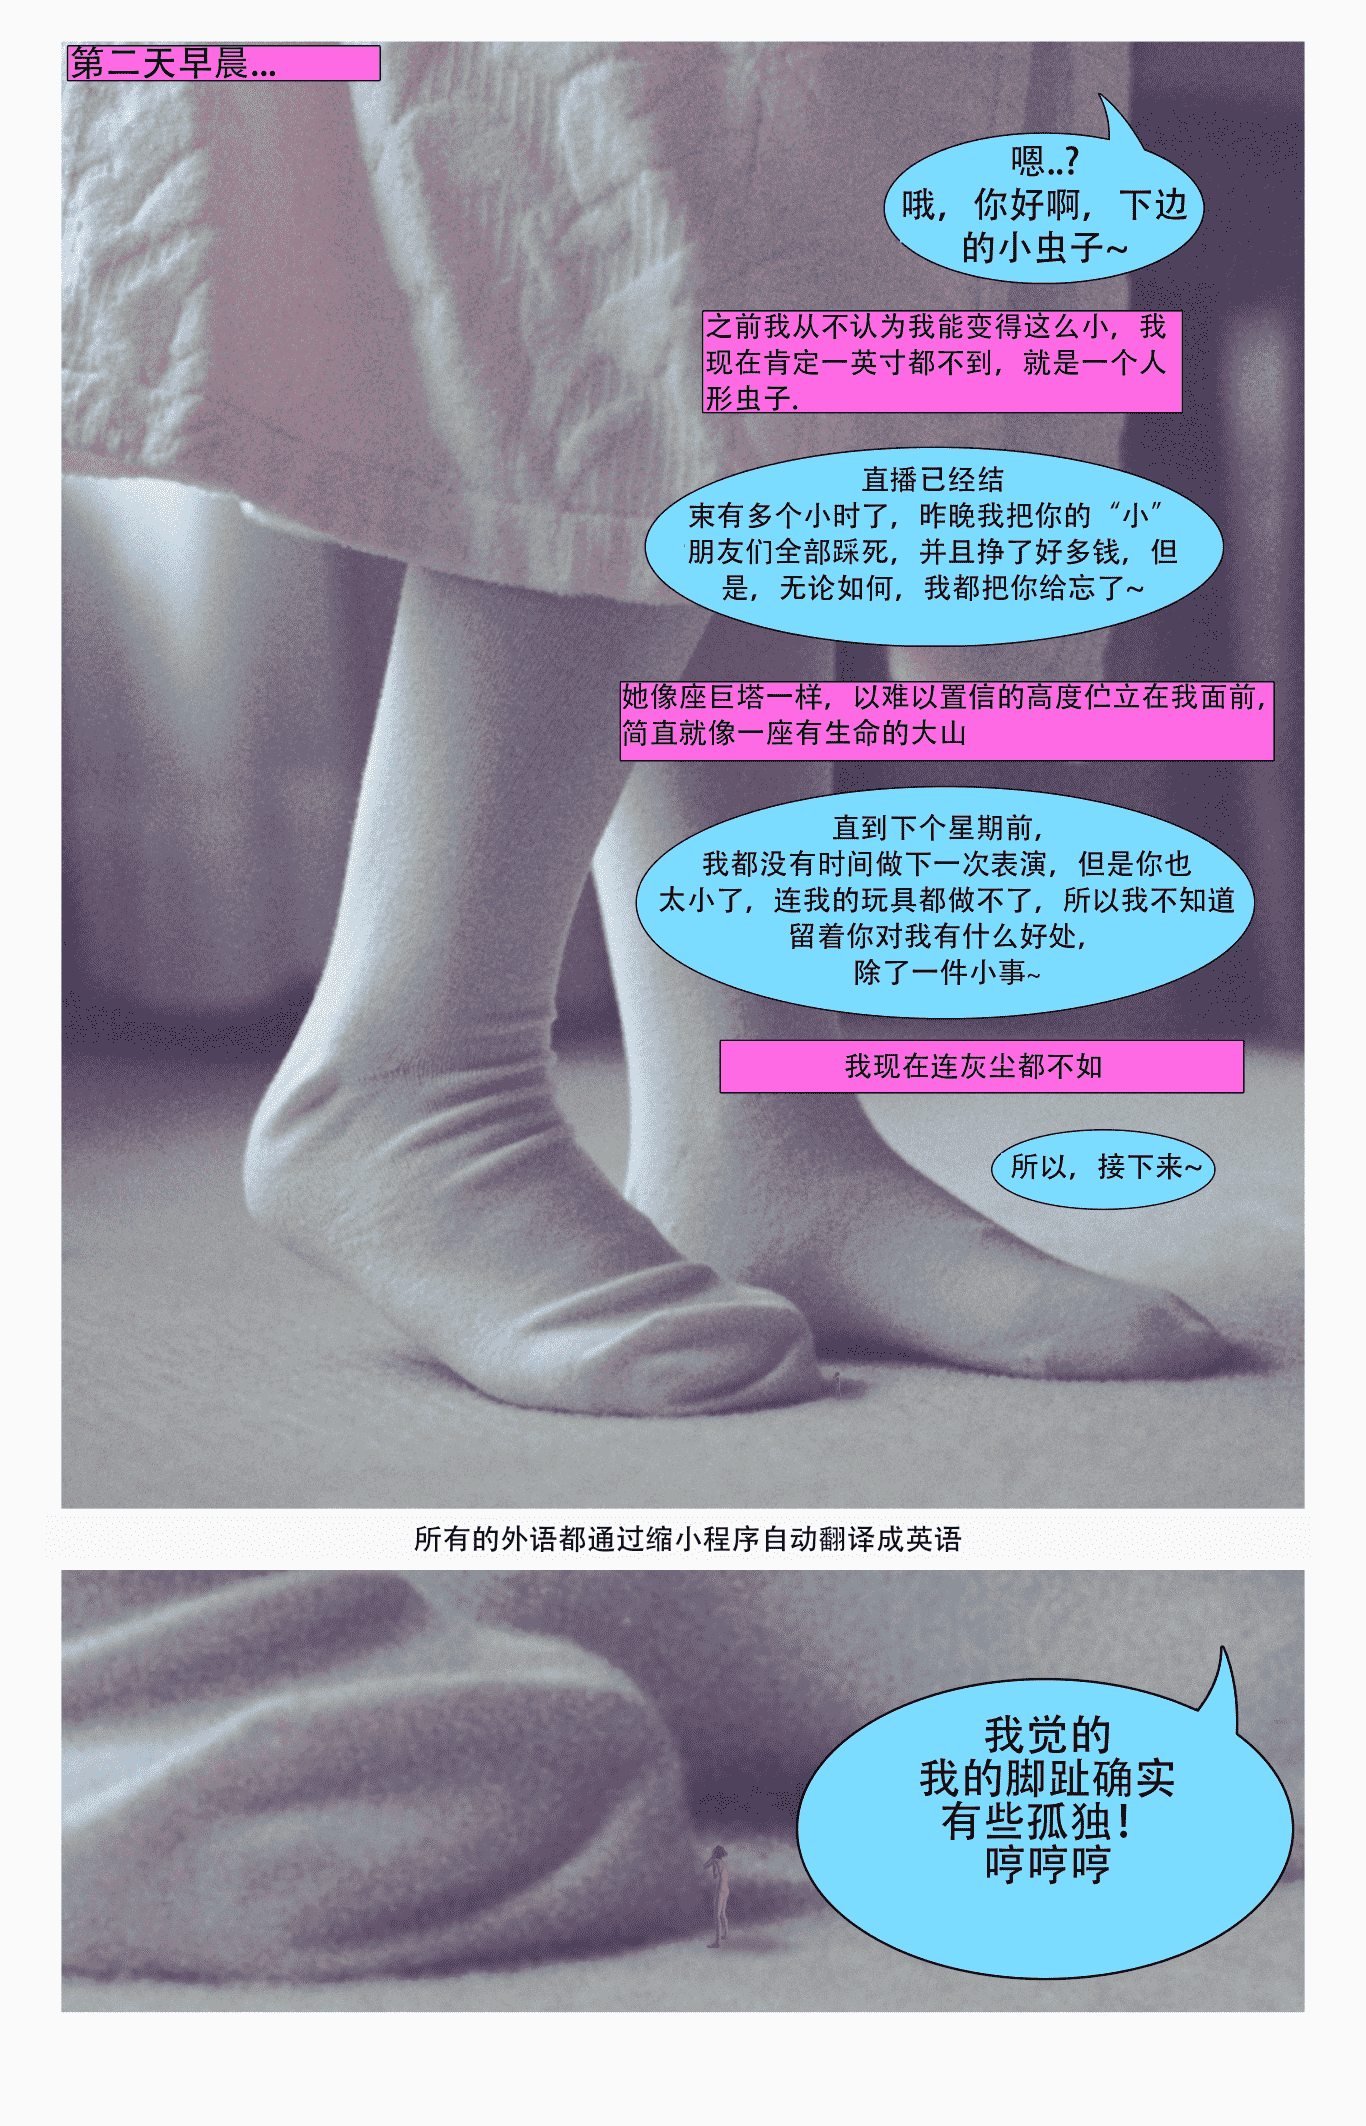 第二天早晨...
嗯..?
哦，你好啊，下边
的小虫子~
之前我从不认为我能变得这么小，我
现在肯定一英寸都不到，就是一个人
形虫子.
直播已经结
束有多个小时了，昨晚我把你的“小”
朋友们全部踩死，并且挣了好多钱，但
是，无论如何，我都把你给忘了~
她像座巨塔一样，以难以置信的高度伫立在我面前，
简直就像一座有生命的大山
直到下个星期前，
我都没有时间做下一次表演，但是你也
太小了，连我的玩具都做不了，所以我不知道
留着你对我有什么好处，
除了一件小事~
我现在连灰尘都不如
所以，接下来~
所有的外语都通过缩小程序自动翻译成英语
我觉的
我的脚趾确实
有些孤独！
哼哼哼